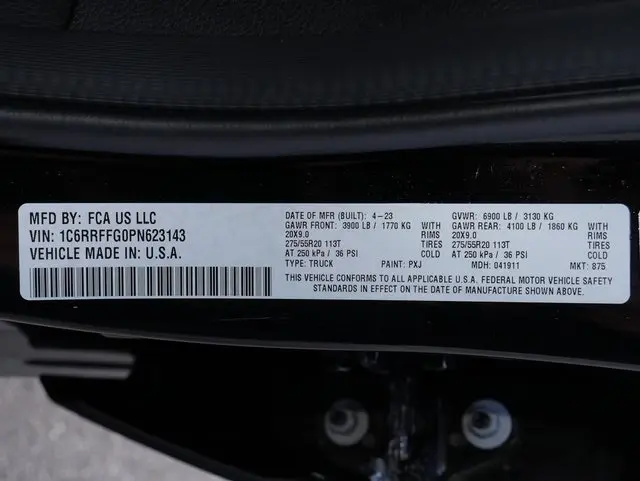 MFD BY: FCA US LLC
VIN: 1C6RRFFG0PN623143
VEHICLE MADE IN: U.S.A.
DATE OF MFR (BUILT): 4-23 GVWR: 6900 LB / 3130 KG
GAWR FRONT: 3900 LB / 1770 KG WITH GAWR REAR: 4100 LB / 1860 KG WITH
20X9.0 RIMS 20X9.0 RIMS
275/55R20 113T TIRES 275/55R20 113T TIRES
AT 250 kPa / 36 PSI COLD AT 250 kPa / 36 PSI COLD
TYPE: TRUCK PAINT: PXJ MDH: 041911 MKT: 875
THIS VEHICLE CONFORMS TO ALL APPLICABLE U.S.A. FEDERAL MOTOR VEHICLE SAFETY
STANDARDS IN EFFECT ON THE DATE OF MANUFACTURE SHOWN ABOVE.